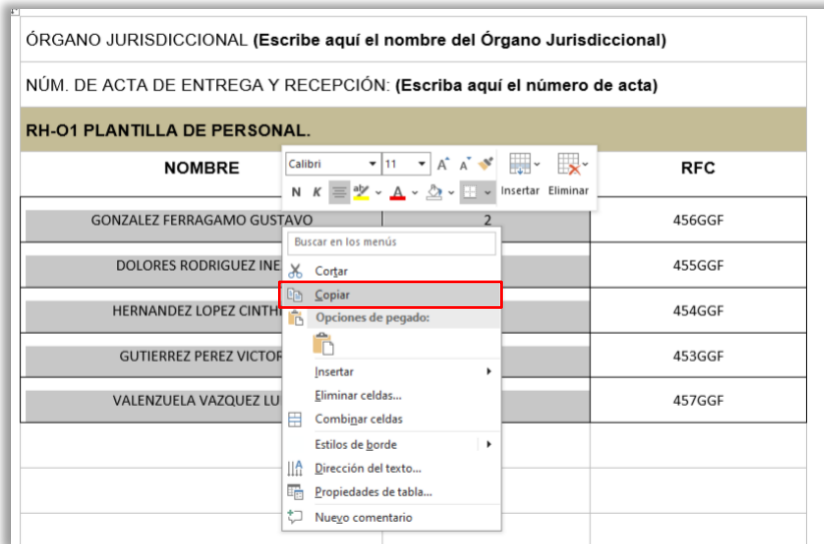 ÓRGANO JURISDICCIONAL (Escribe aquí el nombre del Órgano Jurisdiccional)
NÚM. DE ACTA DE ENTREGA Y RECEPCIÓN: (Escriba aquí el número de acta)
RH-O1 PLANTILLA DE PERSONAL.
NOMBRE
RFC
Calibri 11 A A
N K aby A Insertar Eliminar
GONZALEZ FERRAGAMO GUSTAVO 2 456GGF
DOLORES RODRIGUEZ INE 455GGF
HERNANDEZ LOPEZ CINTH 454GGF
GUTIERREZ PEREZ VICTOR 453GGF
VALENZUELA VAZQUEZ LU 457GGF
Buscar en los menús
Cortar
Copiar
Opciones de pegado:
Insertar
Eliminar celdas...
Combinar celdas
Estilos de borde
Dirección del texto...
Propiedades de tabla...
Nuevo comentario